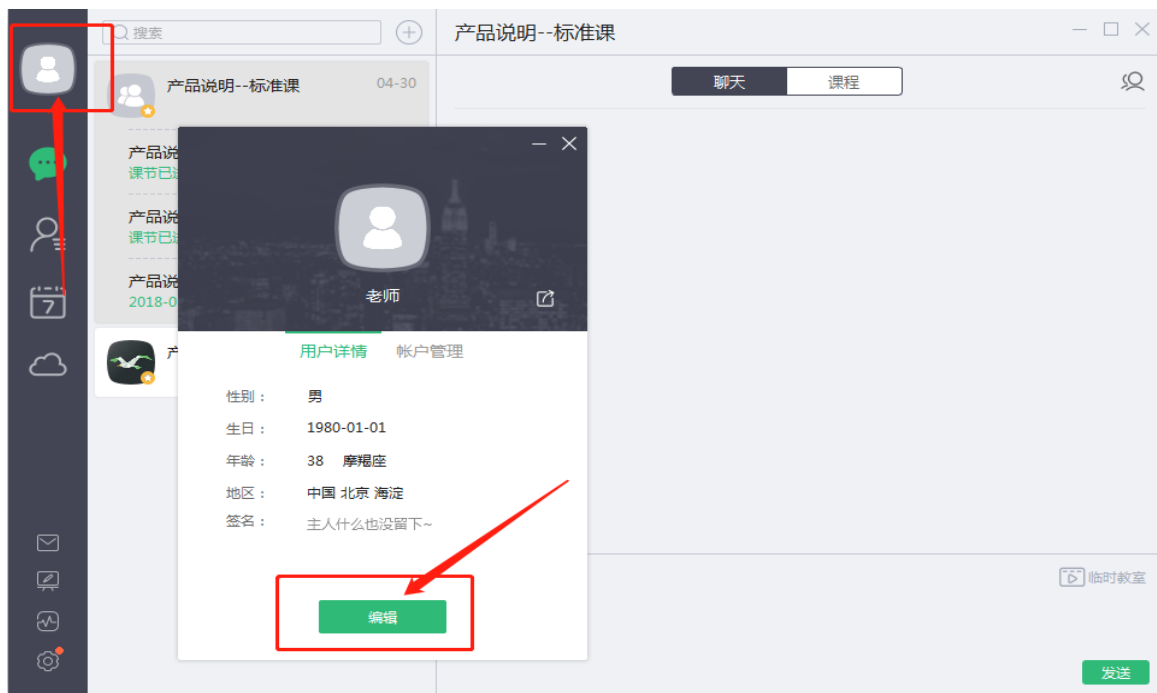 搜索
产品说明--标准课
产品说明--标准课
04-30
聊天
课程
产品说
课节已
产品说
课节已
产品说
2018-0
7
老师
用户详情
帐户管理
性别：
男
生日：
1980-01-01
年龄：
38 摩羯座
地区：
中国 北京 海淀
签名：
主人什么也没留下~
编辑
临时教室
发送